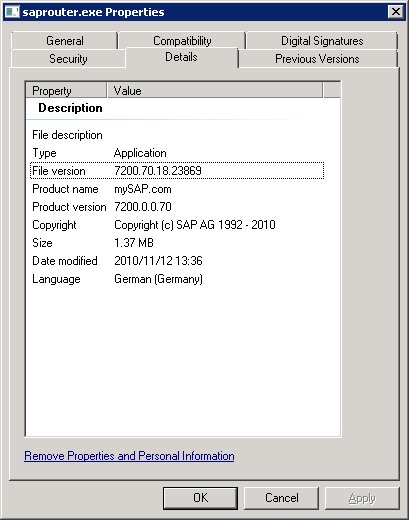 saprouter.exe Properties
General Compatibility Digital Signatures
Security Details Previous Versions
Property Value
Description
File description
Type Application
File version 7200.70.18.23869
Product name mySAP.com
Product version 7200.0.0.70
Copyright Copyright (c) SAP AG 1992 - 2010
Size 1.37 MB
Date modified 2010/11/12 13:36
Language German (Germany)
Remove Properties and Personal Information
OK Cancel Apply